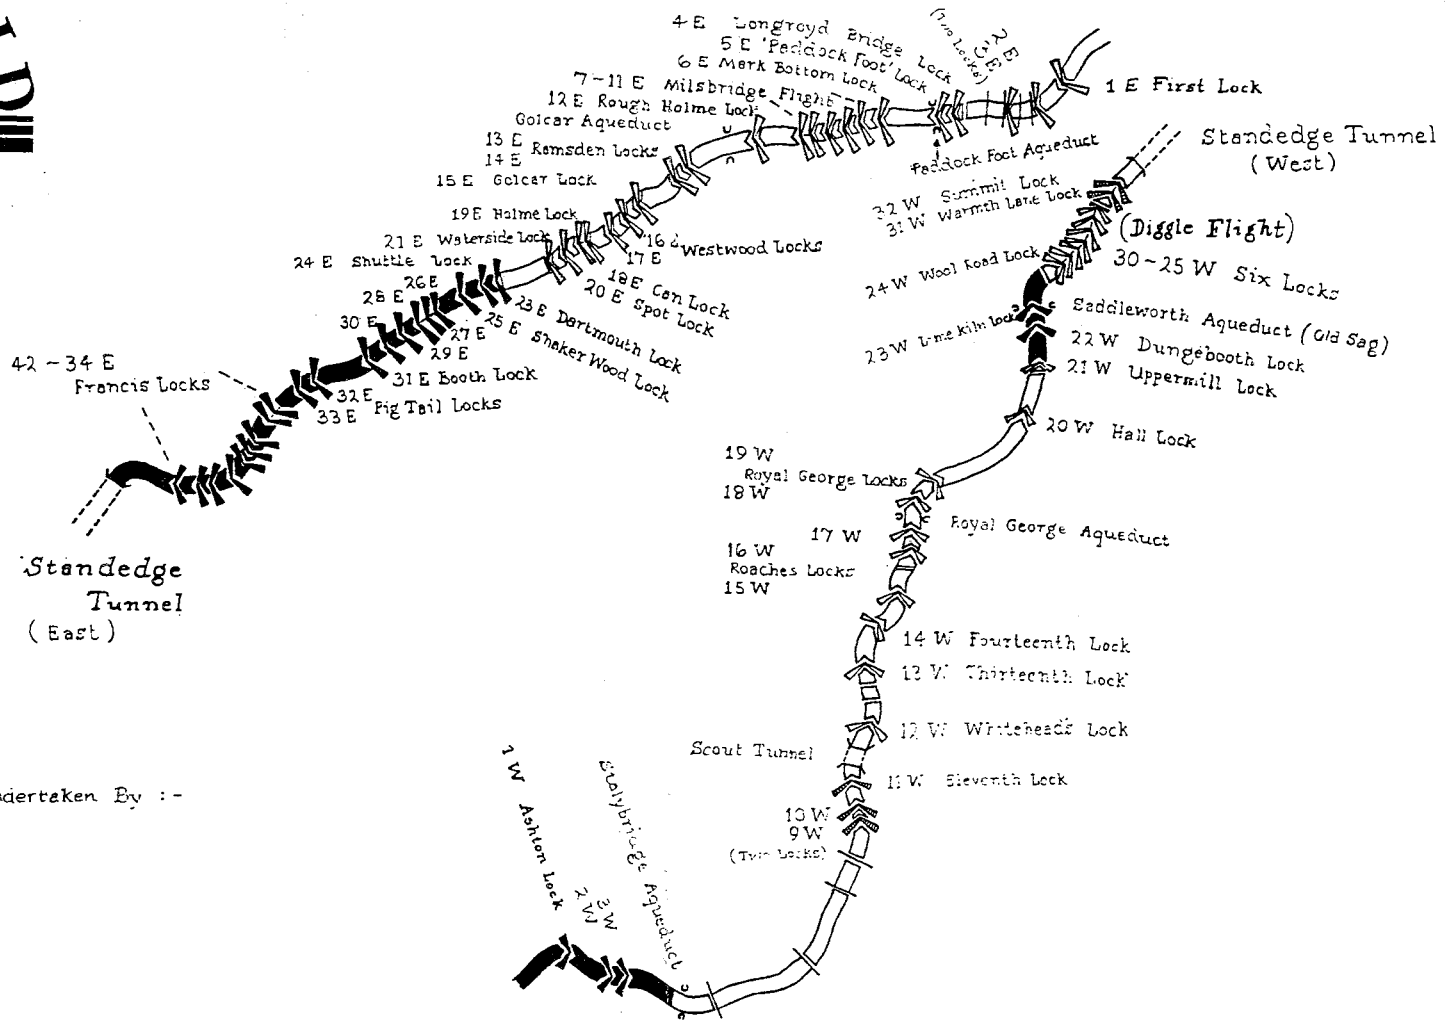 4 E Longroyd Bridge Lock
5 E 'Paddock Foot' Lock
6 E Mark Bottom Lock
7-11 E Milsbridge Flight
12 E Rough Holme Lock
Golcar Aqueduct
13 E
Ramsden Locks
14 E
15 E Golcar Lock
19 E Holme Lock
21 E Waterside Lock
24 E Shuttle Lock
26 E
28 E
30 E
2 E
3 E
(Two Locks)
1 E First Lock
Paddock Foot Aqueduct
16 &
17 E
Westwood Locks
18 E Can Lock
20 E Spot Lock
23 E Dartmouth Lock
25 E Shaker Wood Lock
27 E
29 E
31 E Booth Lock
32 E
33 E
Pig Tail Locks
42-34 E
Francis Locks
Standedge
Tunnel
(East)
Standedge Tunnel
(West)
32 W Summit Lock
31 W Warmth Lane Lock
(Diggle Flight)
30-25 W Six Locks
24 W Wool Road Lock
Saddleworth Aqueduct (Old Sag)
23 W Lime Kiln Lock
22 W Dungebooth Lock
21 W Uppermill Lock
20 W Hall Lock
19 W
Royal George Locks
18 W
Royal George Aqueduct
17 W
16 W
Roaches Locks
15 W
14 W Fourteenth Lock
13 W Thirteenth Lock
12 W Whitehead's Lock
Scout Tunnel
11 W Eleventh Lock
10 W
9 W
(Two Locks)
1 W Ashton Lock
2 W
3 W
Stalybridge Aqueduct
ndertaken By :-